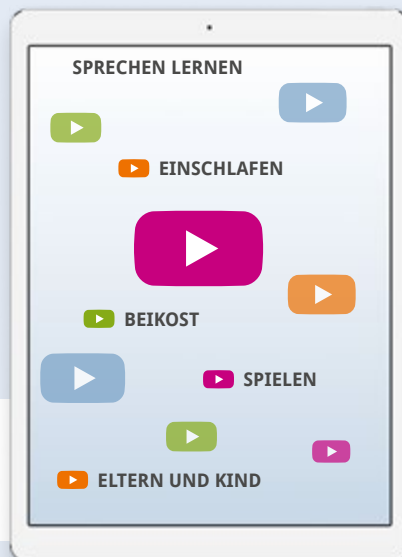 SPRECHEN LERNEN
EINSCHLAFEN
BEIKOST
SPIELEN
ELTERN UND KIND